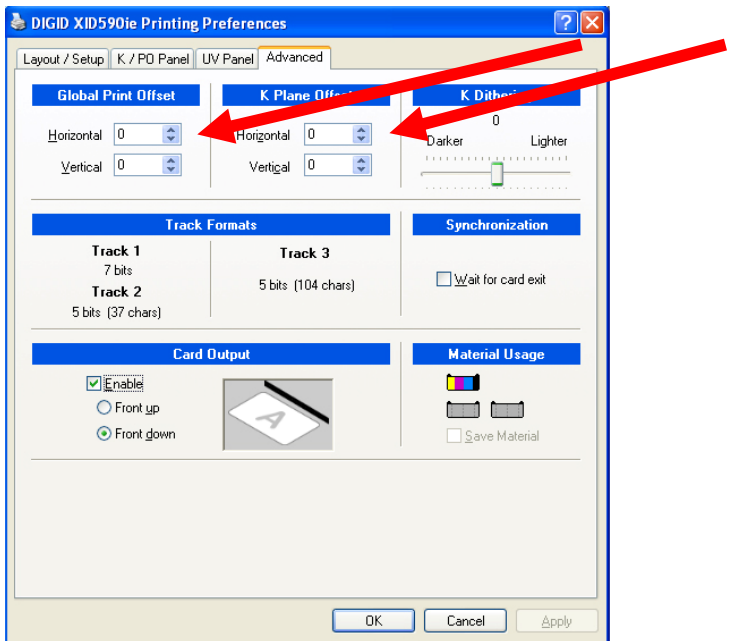 DIGID XID590ie Printing Preferences
Layout / Setup K / PO Panel UV Panel Advanced
Global Print Offset
Horizontal 0
Vertical 0
K Plane Offset
Horizontal 0
Vertical 0
K Dithering
0
Darker Lighter
Track Formats
Track 1
7 bits
Track 2
5 bits (37 chars)
Track 3
5 bits (104 chars)
Synchronization
Wait for card exit
Card Output
Enable
Front up
Front down
A
Material Usage
Save Material
OK Cancel Apply